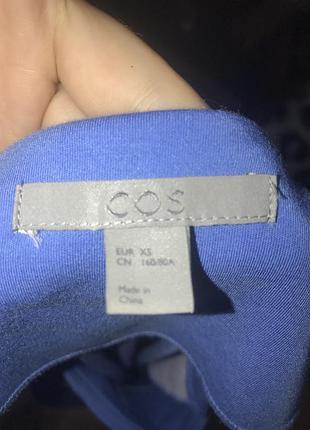 COS
EUR XS
CN 160/80A
Made in
China